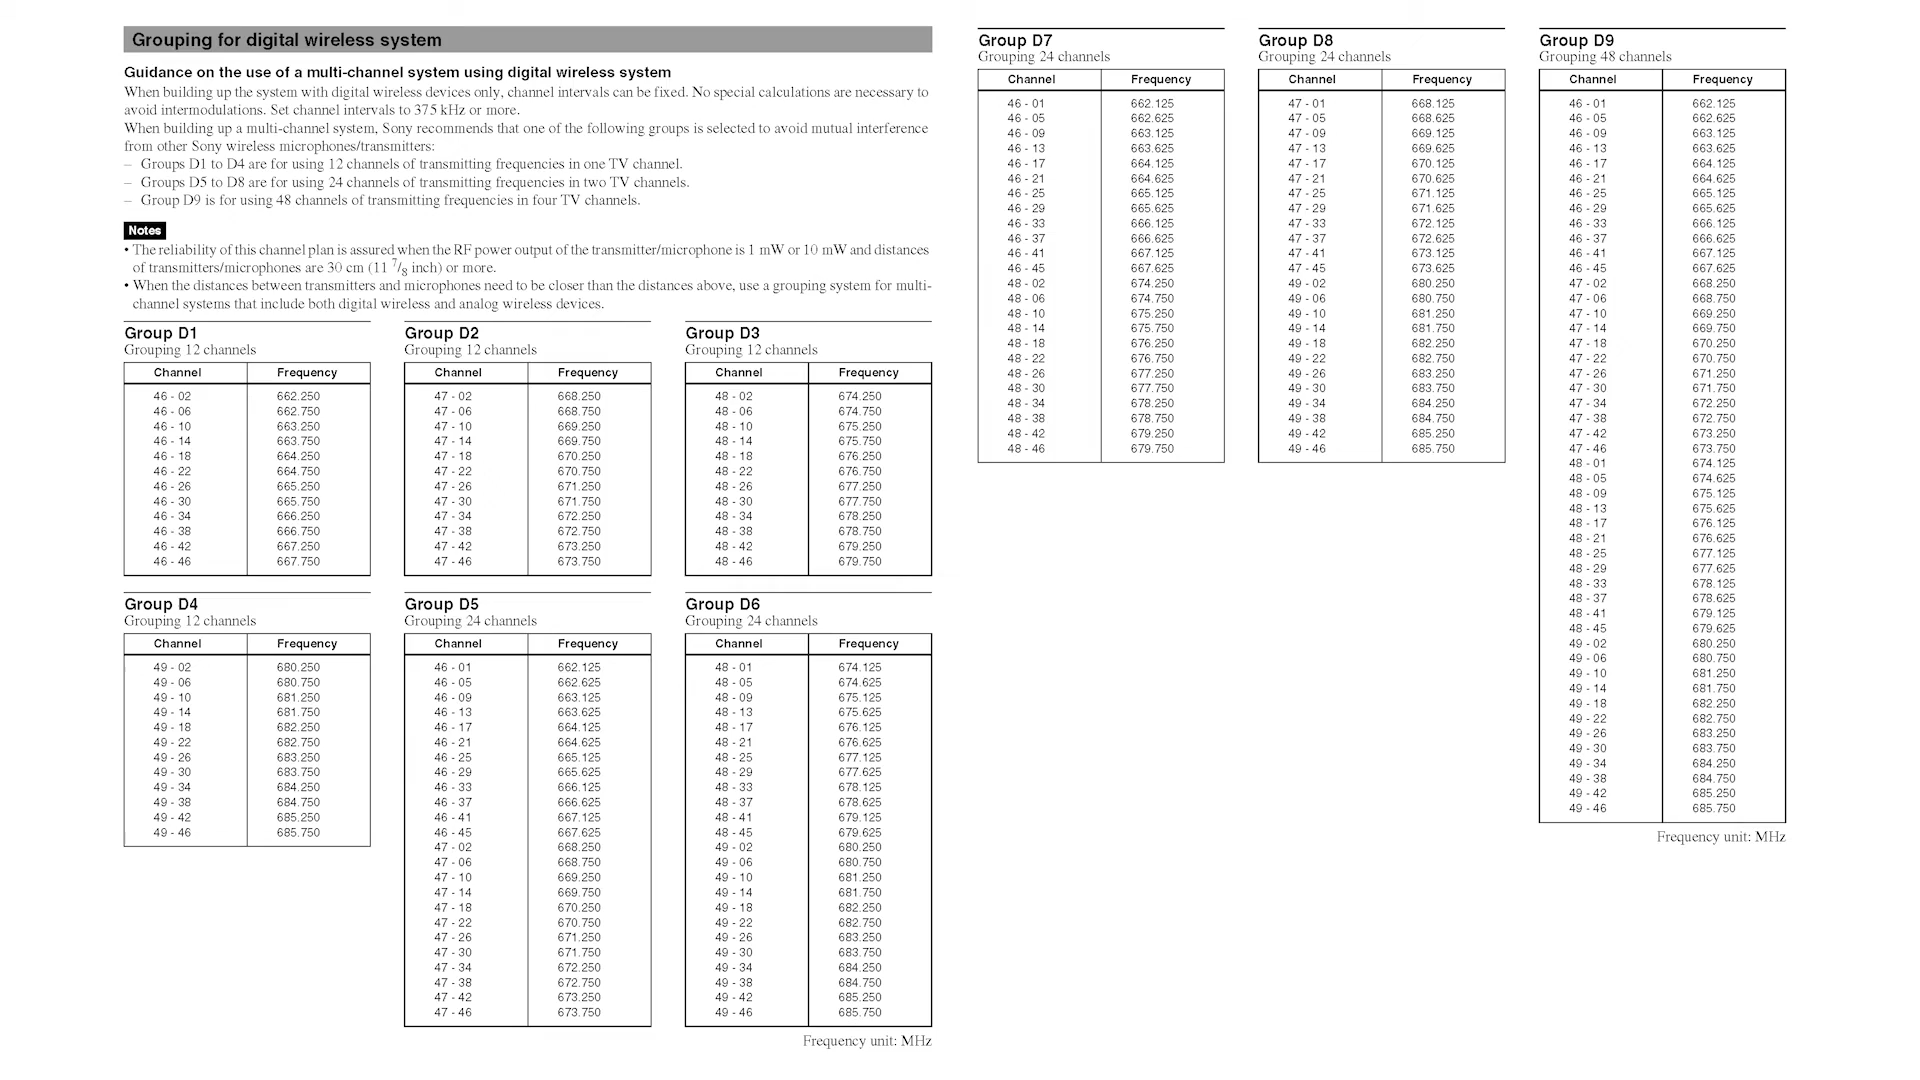 Grouping for digital wireless system
Guidance on the use of a multi-channel system using digital wireless system
When building up the system with digital wireless devices only, channel intervals can be fixed. No special calculations are necessary to
avoid intermodulations. Set channel intervals to 375 kHz or more.
When building up a multi-channel system, Sony recommends that one of the following groups is selected to avoid mutual interference
from other Sony wireless microphones/transmitters:
– Groups D1 to D4 are for using 12 channels of transmitting frequencies in one TV channel.
– Groups D5 to D8 are for using 24 channels of transmitting frequencies in two TV channels.
– Group D9 is for using 48 channels of transmitting frequencies in four TV channels.
Notes
• The reliability of this channel plan is assured when the RF power output of the transmitter/microphone is 1 mW or 10 mW and distances
of transmitters/microphones are 30 cm (11 7/8 inch) or more.
• When the distances between transmitters and microphones need to be closer than the distances above, use a grouping system for multi-
channel systems that include both digital wireless and analog wireless devices.
Group D1
Grouping 12 channels
Channel Frequency
46 - 02 662.250
46 - 06 662.750
46 - 10 663.250
46 - 14 663.750
46 - 18 664.250
46 - 22 664.750
46 - 26 665.250
46 - 30 665.750
46 - 34 666.250
46 - 38 666.750
46 - 42 667.250
46 - 46 667.750
Group D2
Grouping 12 channels
Channel Frequency
47 - 02 668.250
47 - 06 668.750
47 - 10 669.250
47 - 14 669.750
47 - 18 670.250
47 - 22 670.750
47 - 26 671.250
47 - 30 671.750
47 - 34 672.250
47 - 38 672.750
47 - 42 673.250
47 - 46 673.750
Group D3
Grouping 12 channels
Channel Frequency
48 - 02 674.250
48 - 06 674.750
48 - 10 675.250
48 - 14 675.750
48 - 18 676.250
48 - 22 676.750
48 - 26 677.250
48 - 30 677.750
48 - 34 678.250
48 - 38 678.750
48 - 42 679.250
48 - 46 679.750
Group D4
Grouping 12 channels
Channel Frequency
49 - 02 680.250
49 - 06 680.750
49 - 10 681.250
49 - 14 681.750
49 - 18 682.250
49 - 22 682.750
49 - 26 683.250
49 - 30 683.750
49 - 34 684.250
49 - 38 684.750
49 - 42 685.250
49 - 46 685.750
Group D5
Grouping 24 channels
Channel Frequency
46 - 01 662.125
46 - 05 662.625
46 - 09 663.125
46 - 13 663.625
46 - 17 664.125
46 - 21 664.625
46 - 25 665.125
46 - 29 665.625
46 - 33 666.125
46 - 37 666.625
46 - 41 667.125
46 - 45 667.625
47 - 02 668.250
47 - 06 668.750
47 - 10 669.250
47 - 14 669.750
47 - 18 670.250
47 - 22 670.750
47 - 26 671.250
47 - 30 671.750
47 - 34 672.250
47 - 38 672.750
47 - 42 673.250
47 - 46 673.750
Group D6
Grouping 24 channels
Channel Frequency
48 - 01 674.125
48 - 05 674.625
48 - 09 675.125
48 - 13 675.625
48 - 17 676.125
48 - 21 676.625
48 - 25 677.125
48 - 29 677.625
48 - 33 678.125
48 - 37 678.625
48 - 41 679.125
48 - 45 679.625
49 - 02 680.250
49 - 06 680.750
49 - 10 681.250
49 - 14 681.750
49 - 18 682.250
49 - 22 682.750
49 - 26 683.250
49 - 30 683.750
49 - 34 684.250
49 - 38 684.750
49 - 42 685.250
49 - 46 685.750
Frequency unit: MHz
Group D7
Grouping 24 channels
Channel Frequency
46 - 01 662.125
46 - 05 662.625
46 - 09 663.125
46 - 13 663.625
46 - 17 664.125
46 - 21 664.625
46 - 25 665.125
46 - 29 665.625
46 - 33 666.125
46 - 37 666.625
46 - 41 667.125
46 - 45 667.625
48 - 02 674.250
48 - 06 674.750
48 - 10 675.250
48 - 14 675.750
48 - 18 676.250
48 - 22 676.750
48 - 26 677.250
48 - 30 677.750
48 - 34 678.250
48 - 38 678.750
48 - 42 679.250
48 - 46 679.750
Group D8
Grouping 24 channels
Channel Frequency
47 - 01 668.125
47 - 05 668.625
47 - 09 669.125
47 - 13 669.625
47 - 17 670.125
47 - 21 670.625
47 - 25 671.125
47 - 29 671.625
47 - 33 672.125
47 - 37 672.625
47 - 41 673.125
47 - 45 673.625
49 - 02 680.250
49 - 06 680.750
49 - 10 681.250
49 - 14 681.750
49 - 18 682.250
49 - 22 682.750
49 - 26 683.250
49 - 30 683.750
49 - 34 684.250
49 - 38 684.750
49 - 42 685.250
49 - 46 685.750
Group D9
Grouping 48 channels
Channel Frequency
46 - 01 662.125
46 - 05 662.625
46 - 09 663.125
46 - 13 663.625
46 - 17 664.125
46 - 21 664.625
46 - 25 665.125
46 - 29 665.625
46 - 33 666.125
46 - 37 666.625
46 - 41 667.125
46 - 45 667.625
47 - 02 668.250
47 - 06 668.750
47 - 10 669.250
47 - 14 669.750
47 - 18 670.250
47 - 22 670.750
47 - 26 671.250
47 - 30 671.750
47 - 34 672.250
47 - 38 672.750
47 - 42 673.250
47 - 46 673.750
48 - 01 674.125
48 - 05 674.625
48 - 09 675.125
48 - 13 675.625
48 - 17 676.125
48 - 21 676.625
48 - 25 677.125
48 - 29 677.625
48 - 33 678.125
48 - 37 678.625
48 - 41 679.125
48 - 45 679.625
49 - 02 680.250
49 - 06 680.750
49 - 10 681.250
49 - 14 681.750
49 - 18 682.250
49 - 22 682.750
49 - 26 683.250
49 - 30 683.750
49 - 34 684.250
49 - 38 684.750
49 - 42 685.250
49 - 46 685.750
Frequency unit: MHz